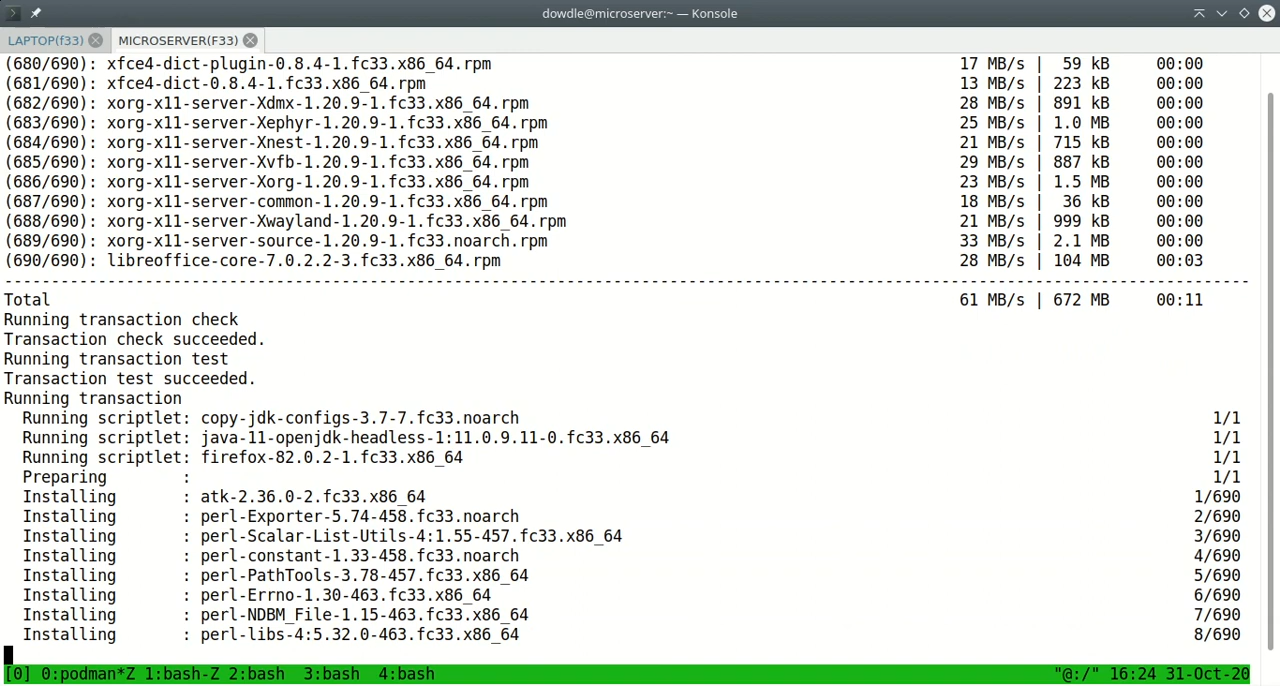 dowdle@microserver:~ — Konsole
LAPTOP(f33) MICROSERVER(F33)
(680/690): xfce4-dict-plugin-0.8.4-1.fc33.x86_64.rpm 17 MB/s | 59 kB 00:00
(681/690): xfce4-dict-0.8.4-1.fc33.x86_64.rpm 13 MB/s | 223 kB 00:00
(682/690): xorg-x11-server-Xdmx-1.20.9-1.fc33.x86_64.rpm 28 MB/s | 891 kB 00:00
(683/690): xorg-x11-server-Xephyr-1.20.9-1.fc33.x86_64.rpm 25 MB/s | 1.0 MB 00:00
(684/690): xorg-x11-server-Xnest-1.20.9-1.fc33.x86_64.rpm 21 MB/s | 715 kB 00:00
(685/690): xorg-x11-server-Xvfb-1.20.9-1.fc33.x86_64.rpm 29 MB/s | 887 kB 00:00
(686/690): xorg-x11-server-Xorg-1.20.9-1.fc33.x86_64.rpm 23 MB/s | 1.5 MB 00:00
(687/690): xorg-x11-server-common-1.20.9-1.fc33.x86_64.rpm 18 MB/s | 36 kB 00:00
(688/690): xorg-x11-server-Xwayland-1.20.9-1.fc33.x86_64.rpm 21 MB/s | 999 kB 00:00
(689/690): xorg-x11-server-source-1.20.9-1.fc33.noarch.rpm 33 MB/s | 2.1 MB 00:00
(690/690): libreoffice-core-7.0.2.2-3.fc33.x86_64.rpm 28 MB/s | 104 MB 00:03
--------------------------------------------------------------------------------------------------------------------------------------
Total 61 MB/s | 672 MB 00:11
Running transaction check
Transaction check succeeded.
Running transaction test
Transaction test succeeded.
Running transaction
Running scriptlet: copy-jdk-configs-3.7-7.fc33.noarch 1/1
Running scriptlet: java-11-openjdk-headless-1:11.0.9.11-0.fc33.x86_64 1/1
Running scriptlet: firefox-82.0.2-1.fc33.x86_64 1/1
Preparing : 1/1
Installing : atk-2.36.0-2.fc33.x86_64 1/690
Installing : perl-Exporter-5.74-458.fc33.noarch 2/690
Installing : perl-Scalar-List-Utils-4:1.55-457.fc33.x86_64 3/690
Installing : perl-constant-1.33-458.fc33.noarch 4/690
Installing : perl-PathTools-3.78-457.fc33.x86_64 5/690
Installing : perl-Errno-1.30-463.fc33.x86_64 6/690
Installing : perl-NDBM_File-1.15-463.fc33.x86_64 7/690
Installing : perl-libs-4:5.32.0-463.fc33.x86_64 8/690
[0] 0:podman*Z 1:bash-Z 2:bash 3:bash 4:bash "@:/" 16:24 31-Oct-20